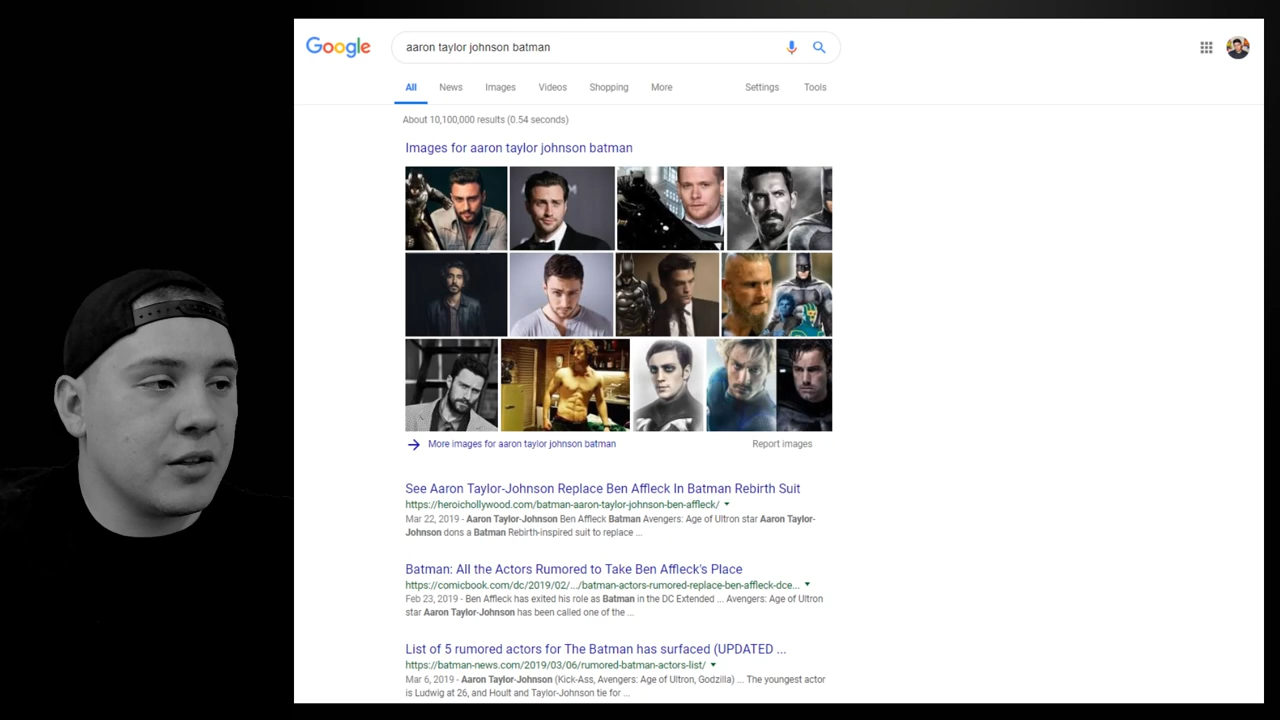 Google
aaron taylor johnson batman
All News Images Videos Shopping More Settings Tools
About 10,100,000 results (0.54 seconds)
Images for aaron taylor johnson batman
More images for aaron taylor johnson batman Report images
See Aaron Taylor-Johnson Replace Ben Affleck In Batman Rebirth Suit
https://heroichollywood.com/batman-aaron-taylor-johnson-ben-affleck/
Mar 22, 2019 - Aaron Taylor-Johnson Ben Affleck Batman Avengers: Age of Ultron star Aaron Taylor-
Johnson dons a Batman Rebirth-inspired suit to replace ...
Batman: All the Actors Rumored to Take Ben Affleck's Place
https://comicbook.com/dc/2019/02/.../batman-actors-rumored-replace-ben-affleck-dce...
Feb 23, 2019 - Ben Affleck has exited his role as Batman in the DC Extended ... Avengers: Age of Ultron
star Aaron Taylor-Johnson has been called one of the ...
List of 5 rumored actors for The Batman has surfaced (UPDATED ...
https://batman-news.com/2019/03/06/rumored-batman-actors-list/
Mar 6, 2019 - Aaron Taylor-Johnson (Kick-Ass, Avengers: Age of Ultron, Godzilla) ... The youngest actor
is Ludwig at 26, and Hoult and Taylor-Johnson tie for ...